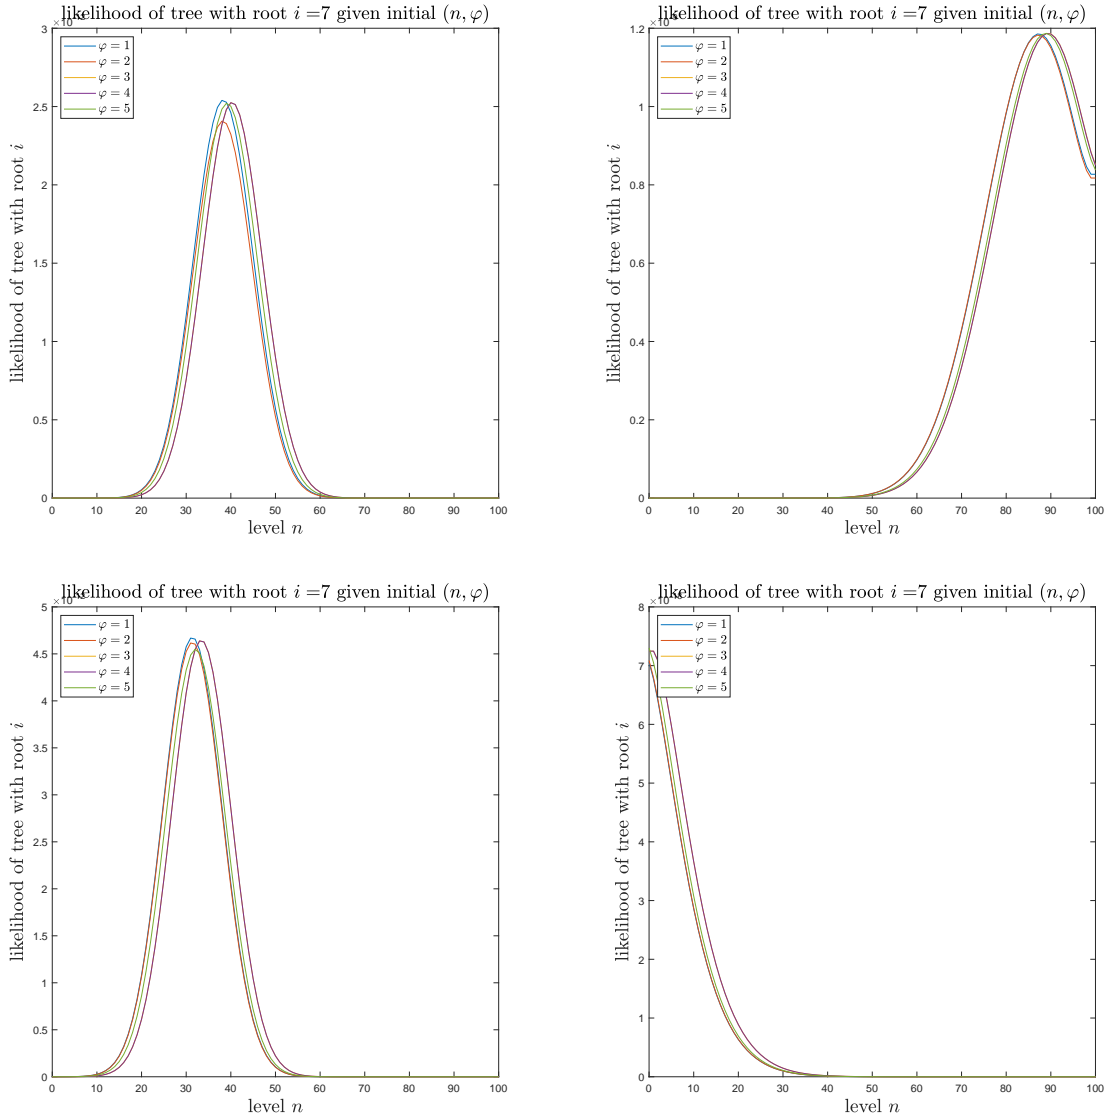 likelihood of tree with root i =7 given initial (n, φ)
3
2.5
2
1.5
1
0.5
0
φ = 1
φ = 2
φ = 3
φ = 4
φ = 5
likelihood of tree with root i
0 10 20 30 40 50 60 70 80 90 100
level n
likelihood of tree with root i =7 given initial (n, φ)
1.2
1
0.8
0.6
0.4
0.2
0
φ = 1
φ = 2
φ = 3
φ = 4
φ = 5
likelihood of tree with root i
0 10 20 30 40 50 60 70 80 90 100
level n
likelihood of tree with root i =7 given initial (n, φ)
5
4.5
4
3.5
3
2.5
2
1.5
1
0.5
0
φ = 1
φ = 2
φ = 3
φ = 4
φ = 5
likelihood of tree with root i
0 10 20 30 40 50 60 70 80 90 100
level n
likelihood of tree with root i =7 given initial (n, φ)
8
7
6
5
4
3
2
1
0
φ = 1
φ = 2
φ = 3
φ = 4
φ = 5
likelihood of tree with root i
0 10 20 30 40 50 60 70 80 90 100
level n